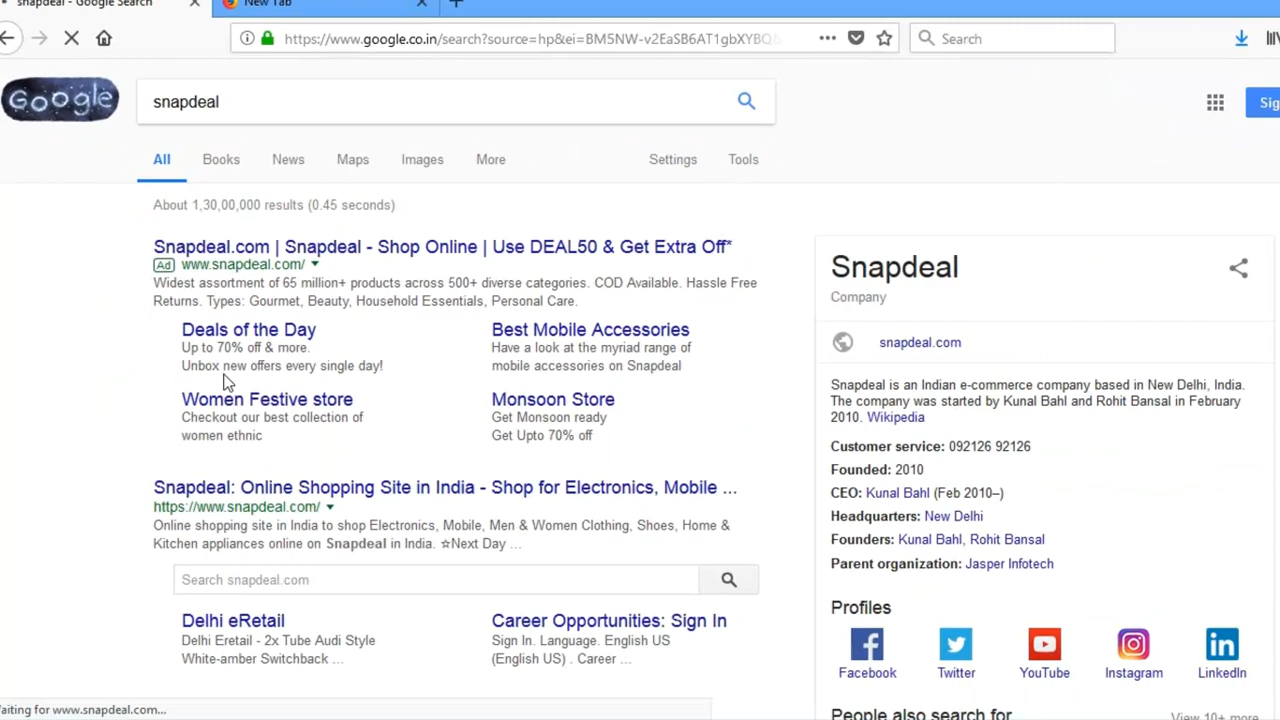 snapdeal - Google Search
New Tab
https://www.google.co.in/search?source=hp&ei=BM5NW-v2EaSB6AT1gbXYBQ
Search
Google
snapdeal
Sig
All Books News Maps Images More Settings Tools
About 1,30,00,000 results (0.45 seconds)
Snapdeal.com | Snapdeal - Shop Online | Use DEAL50 & Get Extra Off*
Ad www.snapdeal.com/
Widest assortment of 65 million+ products across 500+ diverse categories. COD Available. Hassle Free
Returns. Types: Gourmet, Beauty, Household Essentials, Personal Care.
Deals of the Day
Up to 70% off & more.
Unbox new offers every single day!
Best Mobile Accessories
Have a look at the myriad range of
mobile accessories on Snapdeal
Women Festive store
Checkout our best collection of
women ethnic
Monsoon Store
Get Monsoon ready
Get Upto 70% off
Snapdeal: Online Shopping Site in India - Shop for Electronics, Mobile ...
https://www.snapdeal.com/
Online shopping site in India to shop Electronics, Mobile, Men & Women Clothing, Shoes, Home &
Kitchen appliances online on Snapdeal in India. ☆Next Day ...
Search snapdeal.com
Delhi eRetail
Delhi Eretail - 2x Tube Audi Style
White-amber Switchback ...
Career Opportunities: Sign In
Sign In. Language. English US
(English US) . Career ...
Snapdeal
Company
snapdeal.com
Snapdeal is an Indian e-commerce company based in New Delhi, India.
The company was started by Kunal Bahl and Rohit Bansal in February
2010. Wikipedia
Customer service: 092126 92126
Founded: 2010
CEO: Kunal Bahl (Feb 2010–)
Headquarters: New Delhi
Founders: Kunal Bahl, Rohit Bansal
Parent organization: Jasper Infotech
Profiles
Facebook Twitter YouTube Instagram LinkedIn
People also search for
View 10+ more
aiting for www.snapdeal.com...